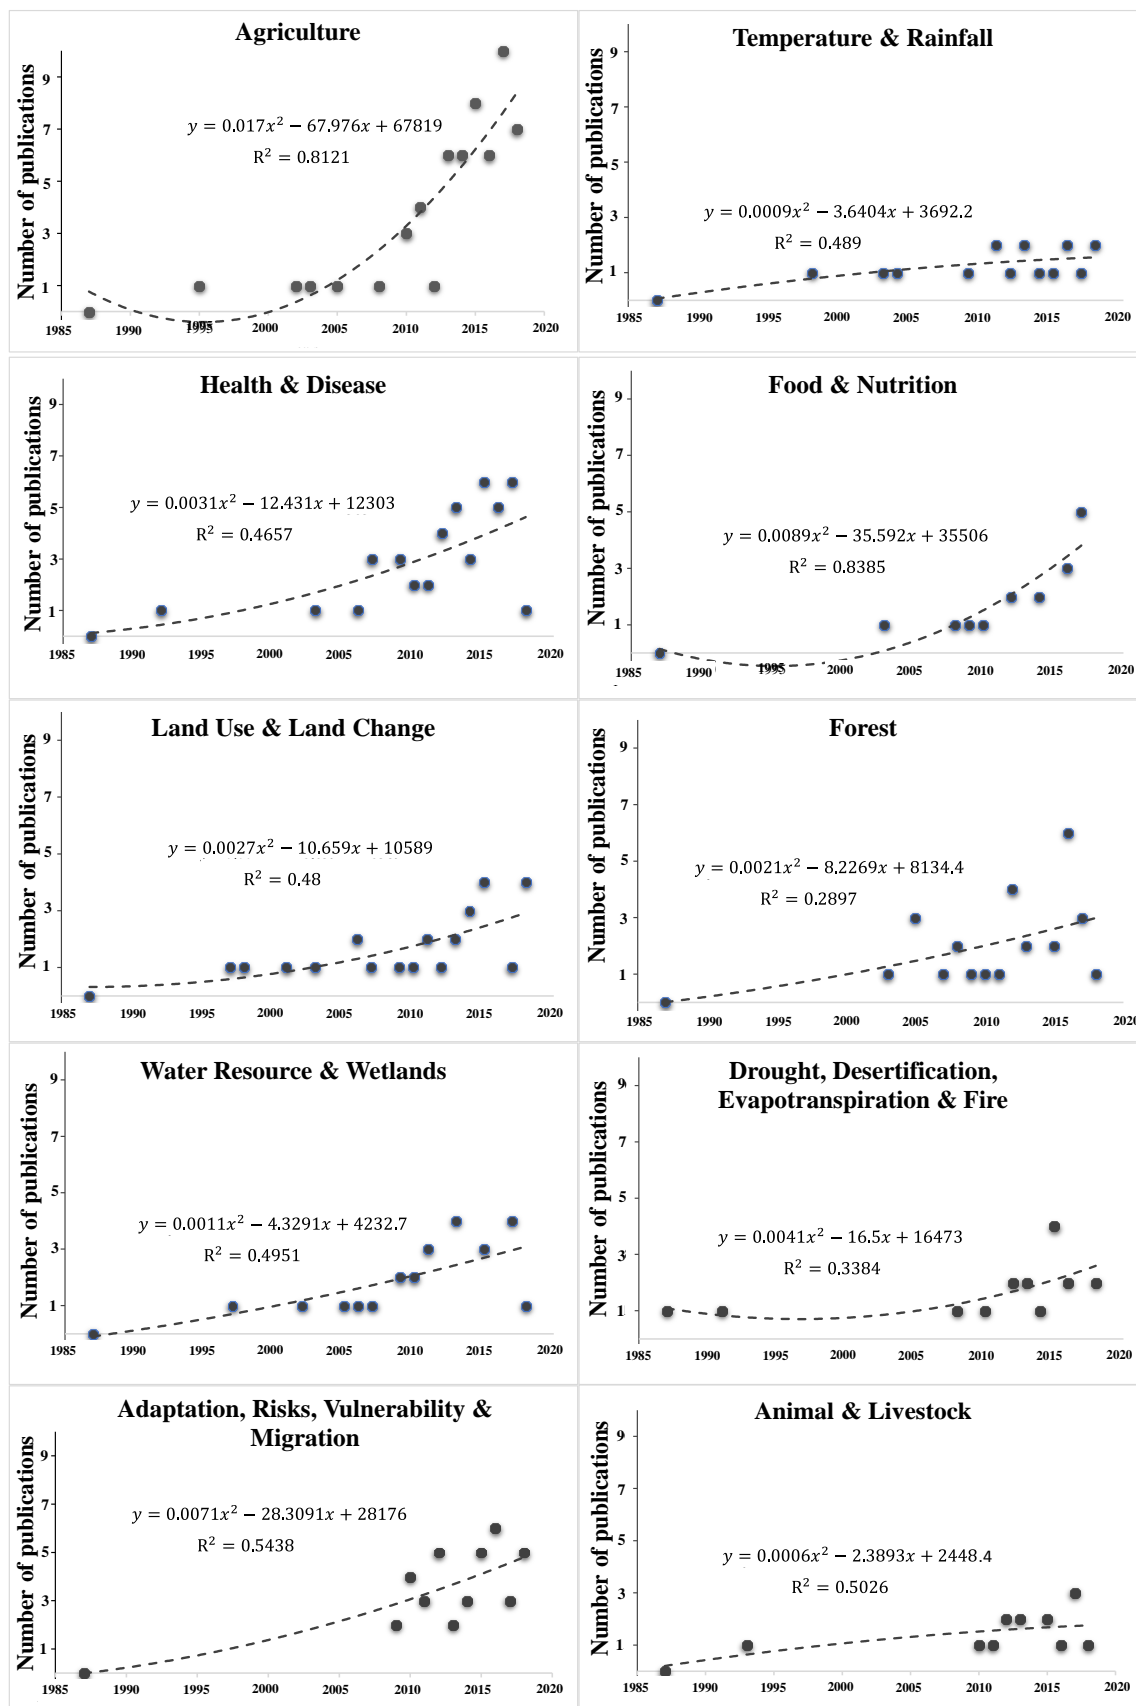 Agriculture
Number of publications
9
7
5
3
1
y = 0.017x² − 67.976x + 67819
R² = 0.8121
1985 1990 1995 2000 2005 2010 2015 2020
Temperature & Rainfall
Number of publications
9
7
5
3
1
y = 0.0009x² − 3.6404x + 3692.2
R² = 0.489
1985 1990 1995 2000 2005 2010 2015 2020
Health & Disease
Number of publications
9
7
5
3
1
y = 0.0031x² − 12.431x + 12303
R² = 0.4657
1985 1990 1995 2000 2005 2010 2015 2020
Food & Nutrition
Number of publications
9
7
5
3
1
y = 0.0089x² − 35.592x + 35506
R² = 0.8385
1985 1990 1995 2000 2005 2010 2015 2020
Land Use & Land Change
Number of publications
9
7
5
3
1
y = 0.0027x² − 10.659x + 10589
R² = 0.48
1985 1990 1995 2000 2005 2010 2015 2020
Forest
Number of publications
9
7
5
3
1
y = 0.0021x² − 8.2269x + 8134.4
R² = 0.2897
1985 1990 1995 2000 2005 2010 2015 2020
Water Resource & Wetlands
Number of publications
9
7
5
3
1
y = 0.0011x² − 4.3291x + 4232.7
R² = 0.4951
1985 1990 1995 2000 2005 2010 2015 2020
Drought, Desertification,
Evapotranspiration & Fire
Number of publications
9
7
5
3
1
y = 0.0041x² − 16.5x + 16473
R² = 0.3384
1985 1990 1995 2000 2005 2010 2015 2020
Adaptation, Risks, Vulnerability &
Migration
Number of publications
9
7
5
3
1
y = 0.0071x² − 28.3091x + 28176
R² = 0.5438
1985 1990 1995 2000 2005 2010 2015 2020
Animal & Livestock
Number of publications
9
7
5
3
1
y = 0.0006x² − 2.3893x + 2448.4
R² = 0.5026
1985 1990 1995 2000 2005 2010 2015 2020